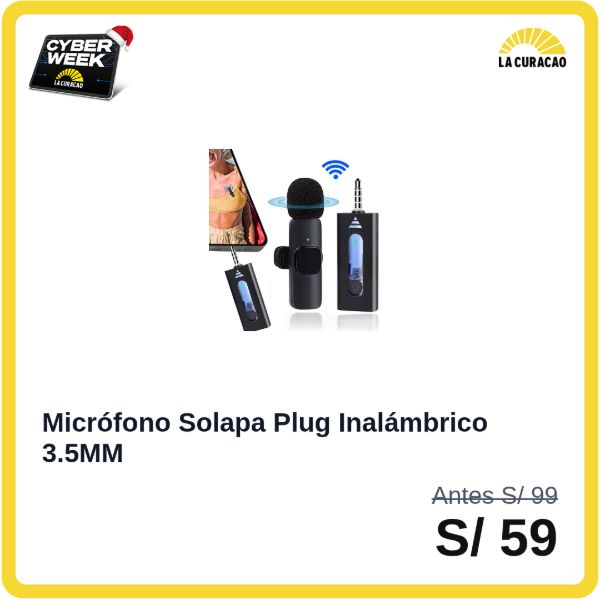 CYBER
WEEK
LA CURACAO
LA CURACAO
Micrófono Solapa Plug Inalámbrico
3.5MM
Antes S/ 99
S/ 59